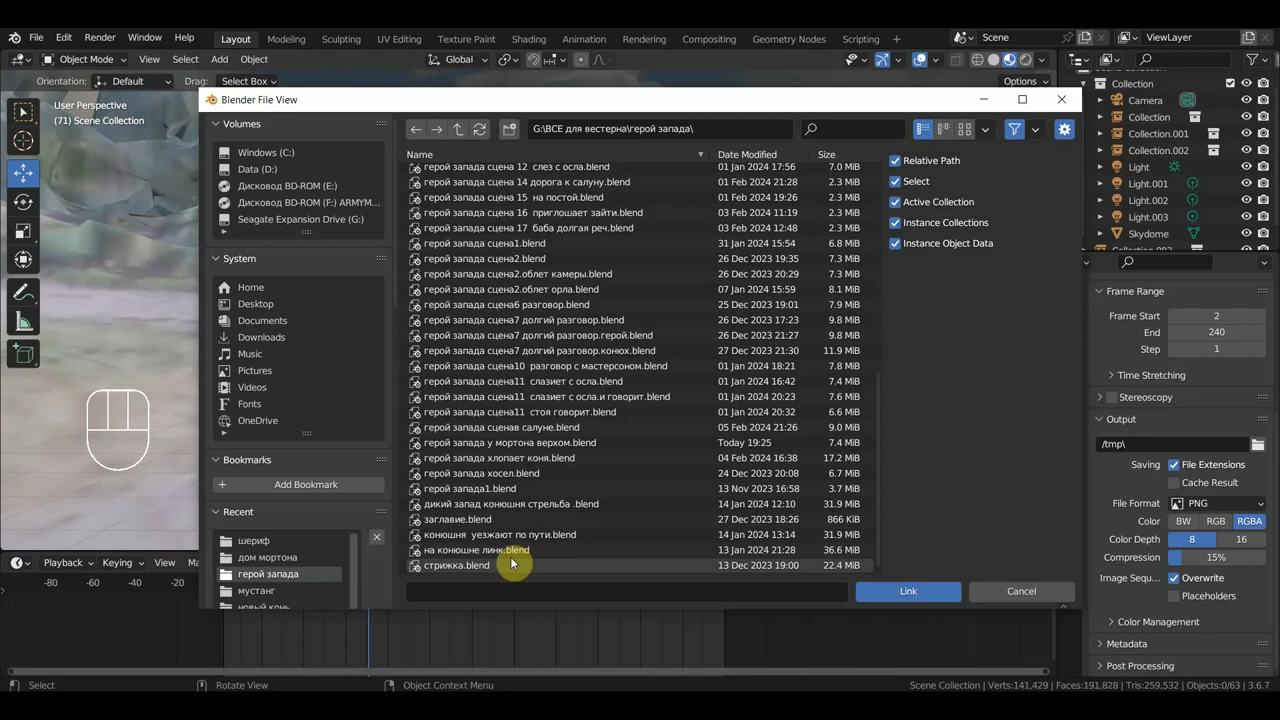 File Edit Render Window Help Layout Modeling Sculpting UV Editing Texture Paint Shading Animation Rendering Compositing Geometry Nodes Scripting + Scene ViewLayer
Object Mode View Select Add Object Global
Orientation: Default Drag: Select Box Options
User Perspective
(71) Scene Collection
Blender File View
Volumes
Windows (C:)
Data (D:)
Дисковод BD-ROM (E:)
Дисковод BD-ROM (F:) ARMYM...
Seagate Expansion Drive (G:)
System
Home
Desktop
Documents
Downloads
Music
Pictures
Videos
Fonts
OneDrive
Bookmarks
+ Add Bookmark
Recent
шериф
дом мортона
герой запада
мустанг
новый конь
G:\ВСЕ для вестерна\герой запада\
Name Date Modified Size
герой запада сцена 12 слез с осла.blend 01 Jan 2024 17:56 7.0 MiB
герой запада сцена 14 дорога к салуну.blend 01 Feb 2024 21:28 2.3 MiB
герой запада сцена 15 на постой.blend 01 Feb 2024 19:26 2.3 MiB
герой запада сцена 16 приглошает зайти.blend 03 Feb 2024 11:19 2.3 MiB
герой запада сцена 17 баба долгая реч.blend 03 Feb 2024 12:48 2.3 MiB
герой запада сцена1.blend 31 Jan 2024 15:54 6.8 MiB
герой запада сцена2.blend 26 Dec 2023 19:35 7.3 MiB
герой запада сцена2.облет камеры.blend 26 Dec 2023 20:29 7.3 MiB
герой запада сцена2.облет орла.blend 07 Jan 2024 15:59 8.1 MiB
герой запада сцена6 разговор.blend 25 Dec 2023 19:01 7.9 MiB
герой запада сцена7 долгий разговор.blend 26 Dec 2023 17:23 9.8 MiB
герой запада сцена7 долгий разговор.герой.blend 26 Dec 2023 21:27 9.8 MiB
герой запада сцена7 долгий разговор.конюх.blend 27 Dec 2023 21:30 11.9 MiB
герой запада сцена10 разговор с мастерсоном.blend 01 Jan 2024 18:21 7.8 MiB
герой запада сцена11 слазиет с осла.blend 01 Jan 2024 16:42 7.4 MiB
герой запада сцена11 слазиет с осла.и говорит.blend 01 Jan 2024 20:23 7.6 MiB
герой запада сцена11 стоя говорит.blend 01 Jan 2024 20:32 6.6 MiB
герой запада сценав салуне.blend 05 Feb 2024 21:26 9.0 MiB
герой запада у мортона верхом.blend Today 19:25 7.4 MiB
герой запада хлопает коня.blend 04 Feb 2024 16:38 17.2 MiB
герой запада хосел.blend 24 Dec 2023 20:08 6.7 MiB
герой запада1.blend 13 Nov 2023 16:58 3.7 MiB
дикий запад конюшня стрельба .blend 14 Jan 2024 12:10 31.9 MiB
заглавие.blend 27 Dec 2023 18:26 866 KiB
конюшня уезжают по пути.blend 14 Jan 2024 13:14 31.9 MiB
на конюшне линк.blend 13 Jan 2024 21:28 36.6 MiB
стрижка.blend 13 Dec 2023 19:00 22.4 MiB
Link Cancel
Relative Path
Select
Active Collection
Instance Collections
Instance Object Data
Collection
Camera
Collection
Collection.001
Collection.002
Light
Light.001
Light.002
Light.003
Skydome
Frame Range
Frame Start 2
End 240
Step 1
Time Stretching
Stereoscopy
Output
/tmp\
Saving File Extensions
Cache Result
File Format PNG
Color BW RGB RGBA
Color Depth 8 16
Compression 15%
Image Sequ... Overwrite
Placeholders
Color Management
Metadata
Post Processing
Playback Keying View
-80 -60 -40 -20
Select Rotate View Object Context Menu Scene Collection | Verts:141,429 | Faces:191,828 | Tris:259,532 | Objects:0/63 | 3.6.7